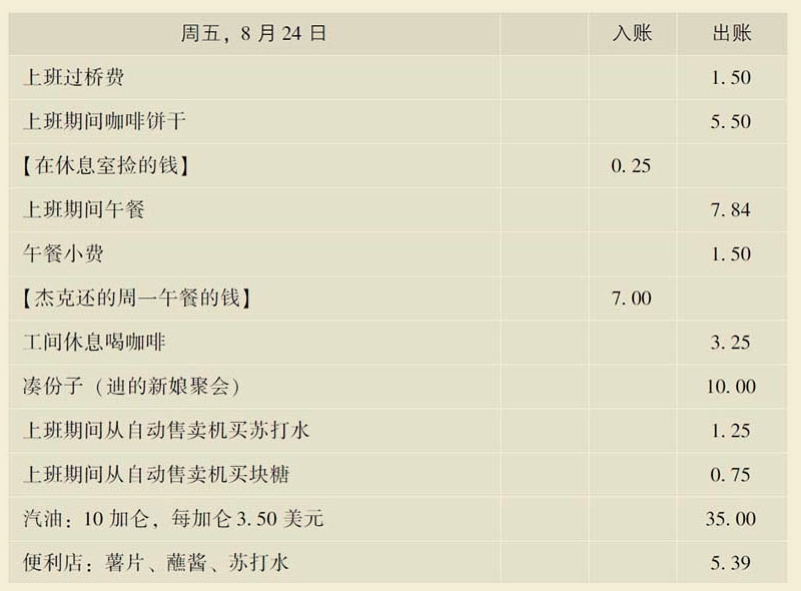 周五，8 月 24 日 入账 出账
上班过桥费 1.50
上班期间咖啡饼干 5.50
【在休息室捡的钱】 0.25
上班期间午餐 7.84
午餐小费 1.50
【杰克还的周一午餐的钱】 7.00
工间休息喝咖啡 3.25
凑份子（迪的新娘聚会） 10.00
上班期间从自动售卖机买苏打水 1.25
上班期间从自动售卖机买块糖 0.75
汽油：10 加仑，每加仑 3.50 美元 35.00
便利店：薯片、蘸酱、苏打水 5.39